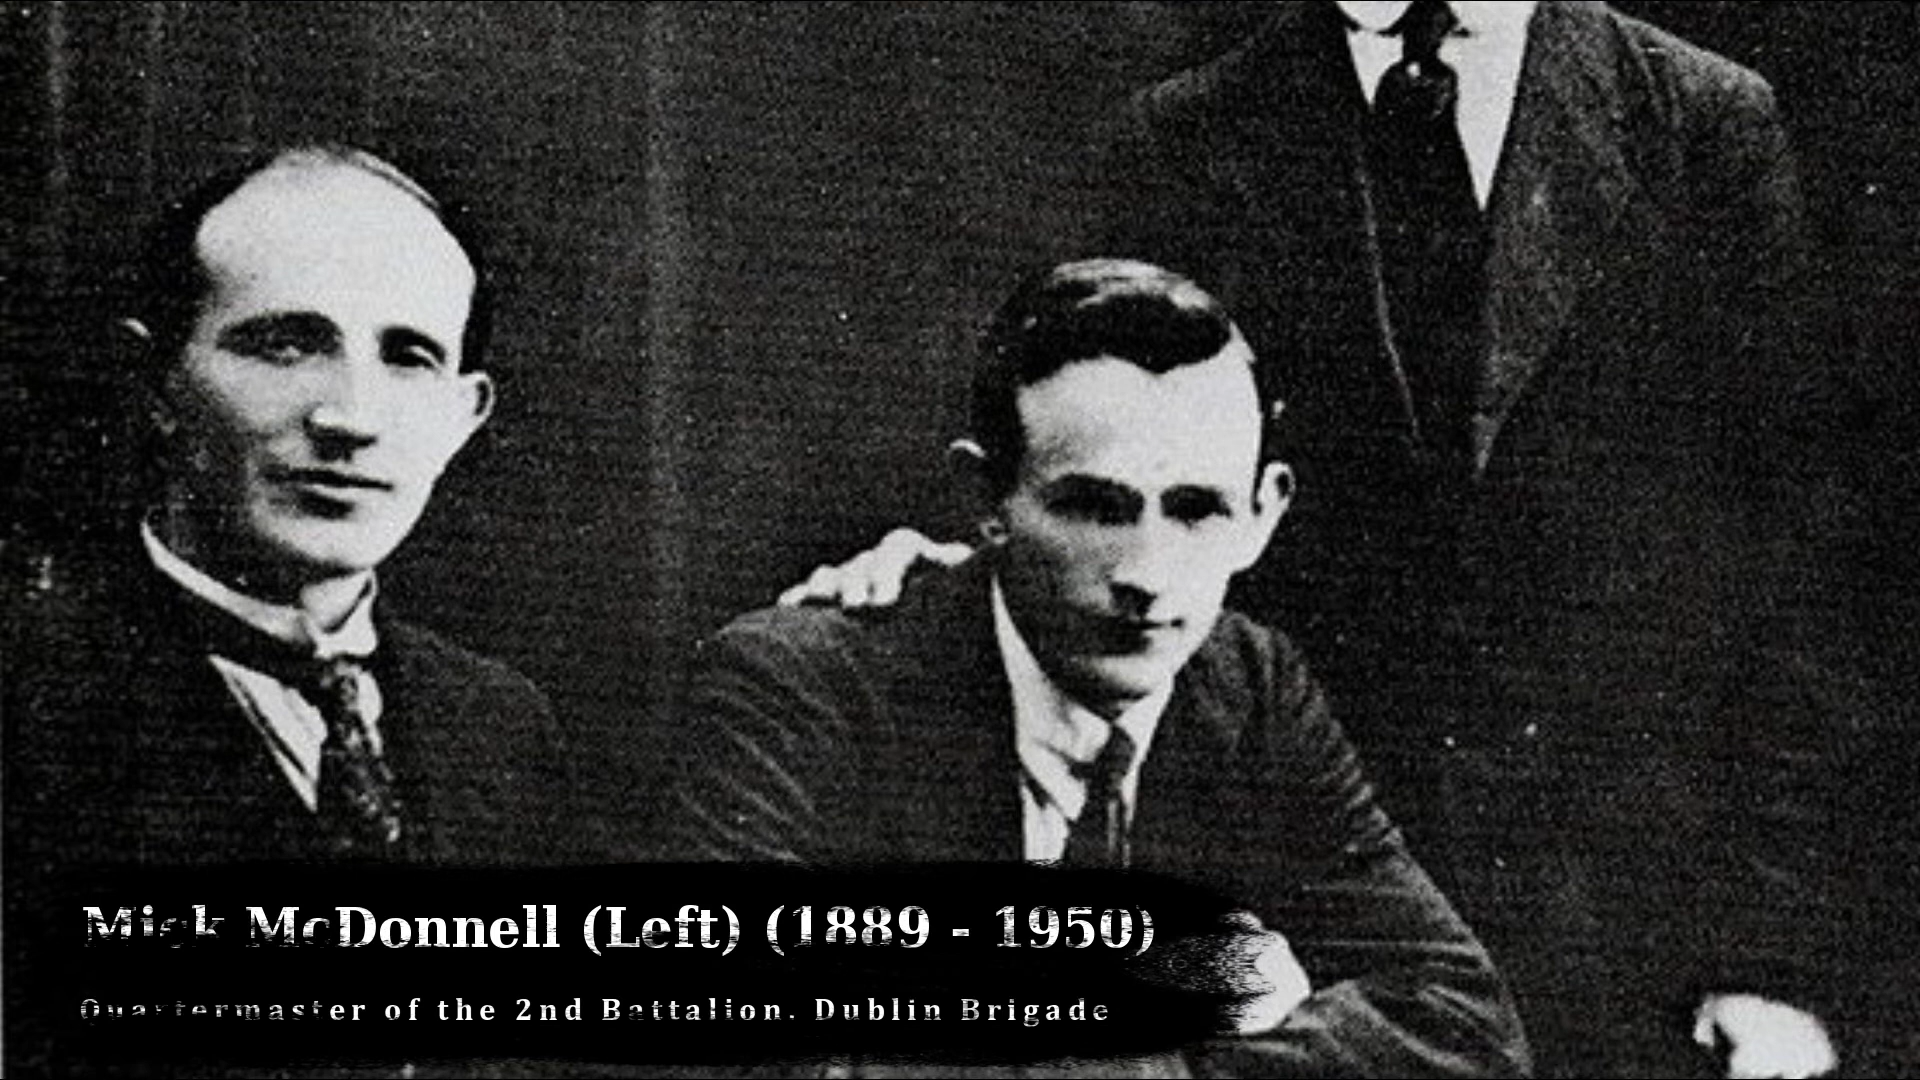 Mick McDonnell (Left) (1889 - 1950)
Quartermaster of the 2nd Battalion. Dublin Brigade